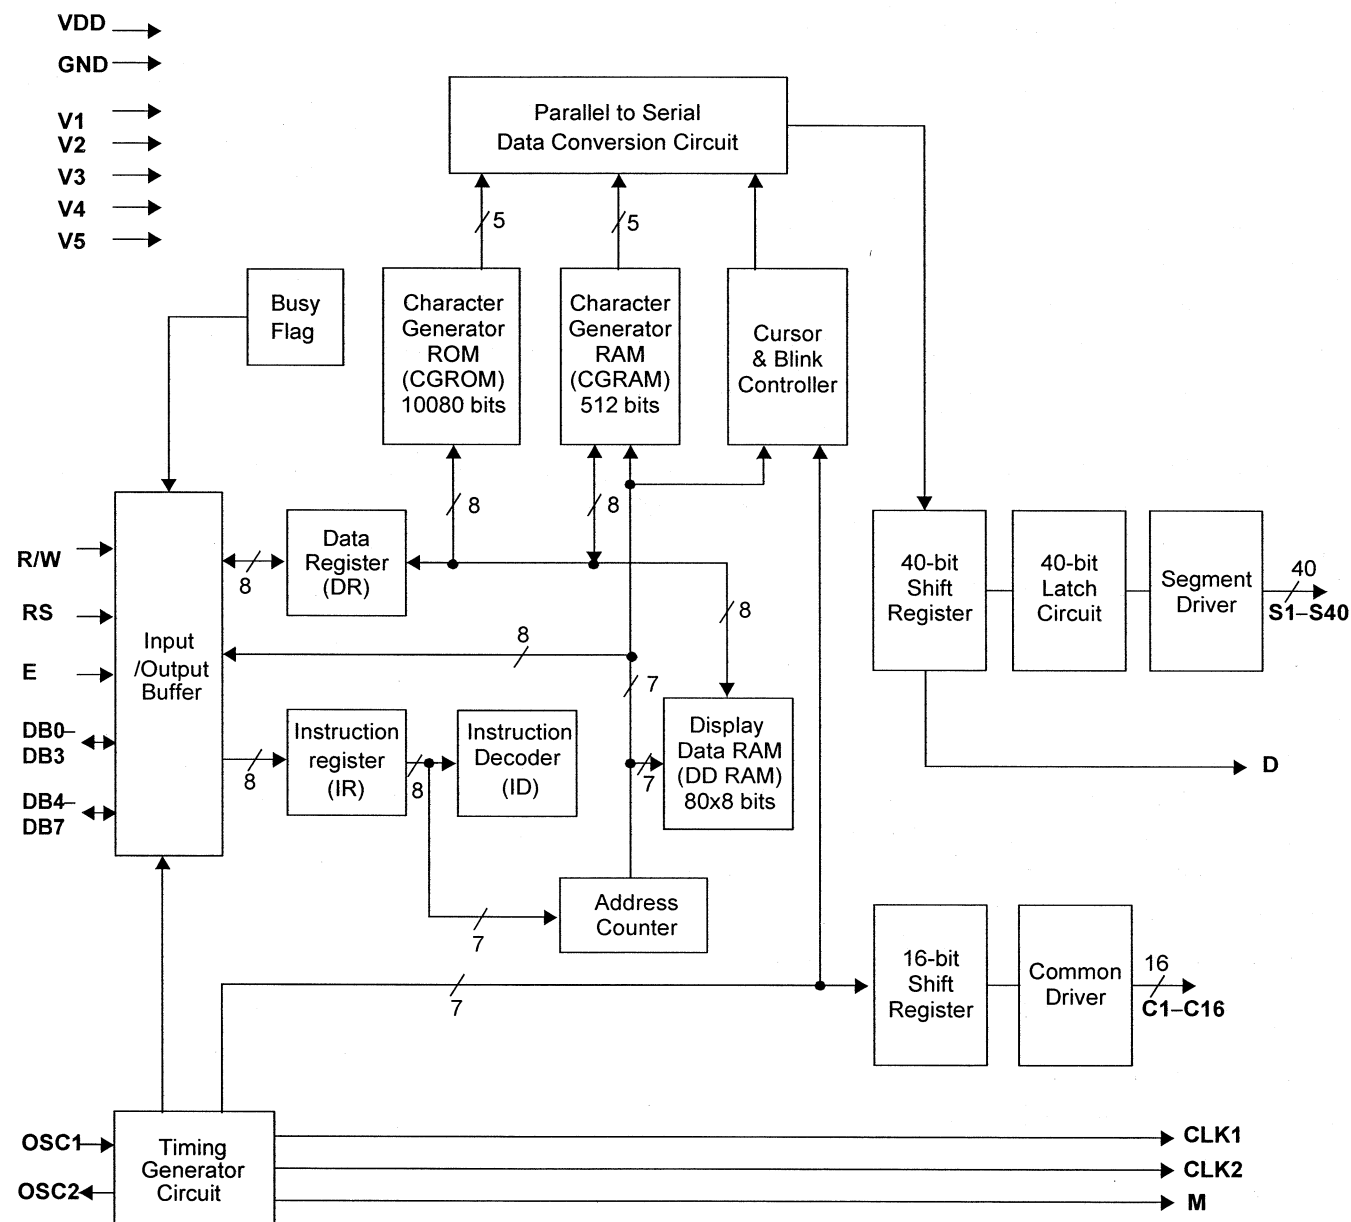 VDD
GND
V1
V2
V3
V4
V5
Parallel to Serial
Data Conversion Circuit
5
5
Busy
Flag
Character
Generator
ROM
(CGROM)
10080 bits
Character
Generator
RAM
(CGRAM)
512 bits
Cursor
& Blink
Controller
8
8
R/W
RS
E
DB0–
DB3
DB4–
DB7
Input
/Output
Buffer
8
Data
Register
(DR)
8
8
7
8
Instruction
register
(IR)
8
Instruction
Decoder
(ID)
7
Display
Data RAM
(DD RAM)
80x8 bits
40-bit
Shift
Register
40-bit
Latch
Circuit
Segment
Driver
40
S1–S40
D
7
Address
Counter
7
16-bit
Shift
Register
Common
Driver
16
C1–C16
OSC1
OSC2
Timing
Generator
Circuit
CLK1
CLK2
M